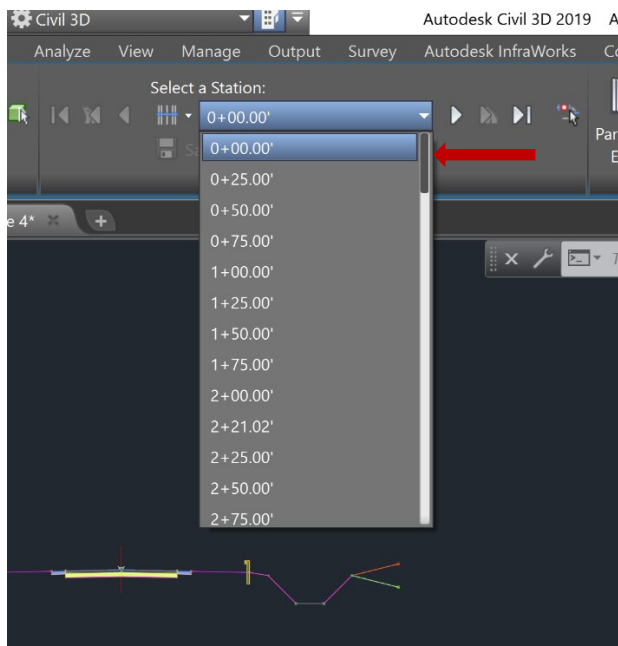 Civil 3D
Autodesk Civil 3D 2019
Analyze View Manage Output Survey Autodesk InfraWorks
Select a Station:
0+00.00'
0+00.00'
0+25.00'
0+50.00'
0+75.00'
1+00.00'
1+25.00'
1+50.00'
1+75.00'
2+00.00'
2+21.02'
2+25.00'
2+50.00'
2+75.00'
e 4*